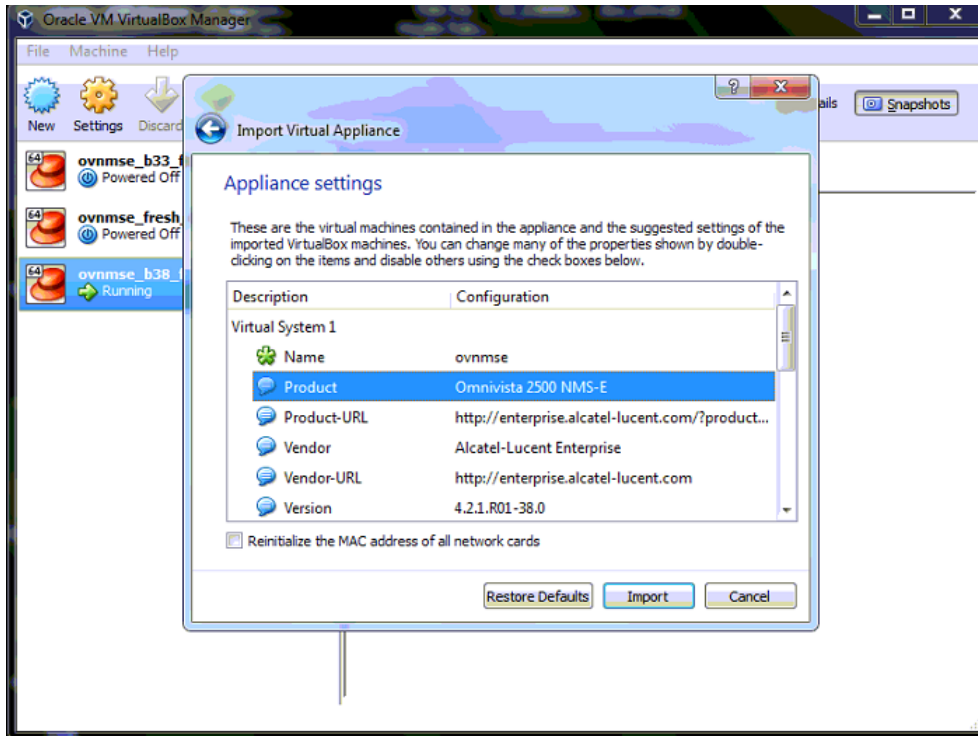 Oracle VM VirtualBox Manager
File Machine Help
New Settings Discard
Snapshots
64
ovnmse_b33_f
Powered Off
64
ovnmse_fresh_
Powered Off
64
ovnmse_b38_f
Running
Import Virtual Appliance
Appliance settings
These are the virtual machines contained in the appliance and the suggested settings of the
imported VirtualBox machines. You can change many of the properties shown by double-
clicking on the items and disable others using the check boxes below.
Description Configuration
Virtual System 1
Name ovnmse
Product Omnivista 2500 NMS-E
Product-URL http://enterprise.alcatel-lucent.com/?product...
Vendor Alcatel-Lucent Enterprise
Vendor-URL http://enterprise.alcatel-lucent.com
Version 4.2.1.R01-38.0
Reinitialize the MAC address of all network cards
Restore Defaults Import Cancel